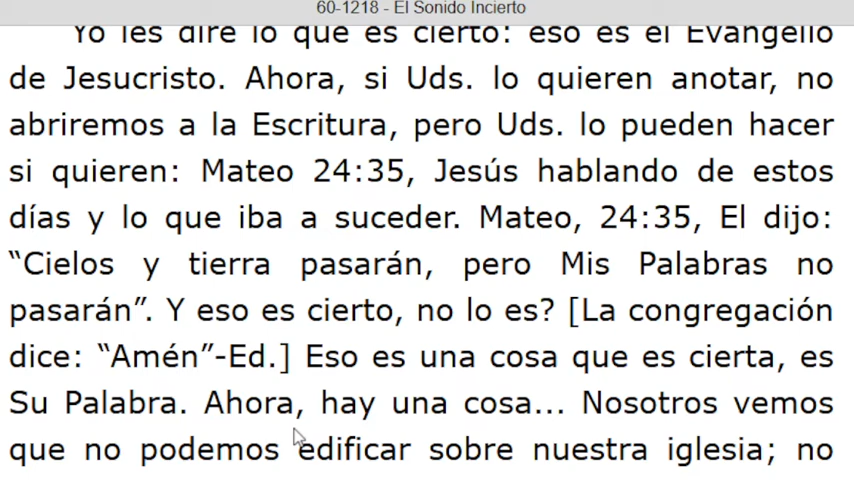 60-1218 - El Sonido Incierto
Yo les diré lo que es cierto: eso es el Evangelio
de Jesucristo. Ahora, si Uds. lo quieren anotar, no
abriremos a la Escritura, pero Uds. lo pueden hacer
si quieren: Mateo 24:35, Jesús hablando de estos
días y lo que iba a suceder. Mateo, 24:35, El dijo:
“Cielos y tierra pasarán, pero Mis Palabras no
pasarán”. Y eso es cierto, no lo es? [La congregación
dice: “Amén”-Ed.] Eso es una cosa que es cierta, es
Su Palabra. Ahora, hay una cosa... Nosotros vemos
que no podemos edificar sobre nuestra iglesia; no